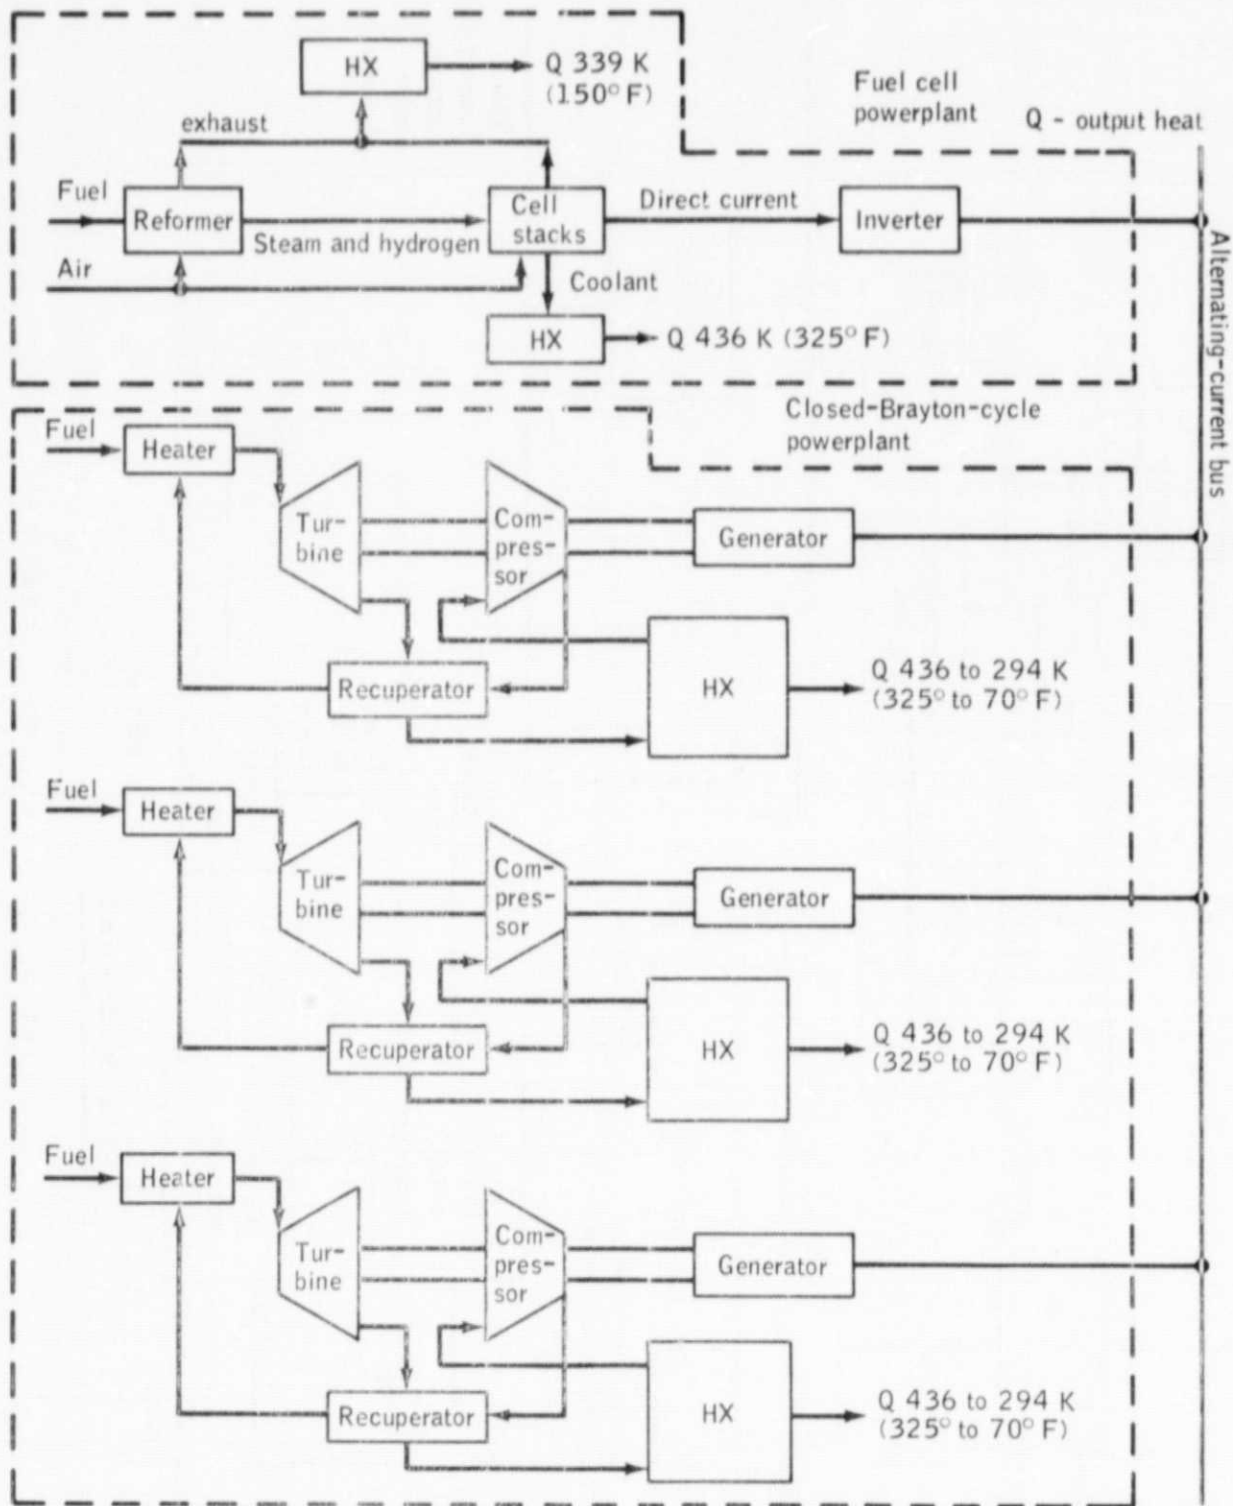 HX
Q 339 K
(150° F)
Fuel cell
powerplant
Q - output heat
exhaust
Fuel
Reformer
Steam and hydrogen
Cell
stacks
Direct current
Inverter
Air
Coolant
HX
Q 436 K (325° F)
Alternating-current bus
Closed-Brayton-cycle
powerplant
Fuel
Heater
Tur-
bine
Com-
pres-
sor
Generator
Recuperator
HX
Q 436 to 294 K
(325° to 70° F)
Fuel
Heater
Tur-
bine
Com-
pres-
sor
Generator
Recuperator
HX
Q 436 to 294 K
(325° to 70° F)
Fuel
Heater
Tur-
bine
Com-
pres-
sor
Generator
Recuperator
HX
Q 436 to 294 K
(325° to 70° F)